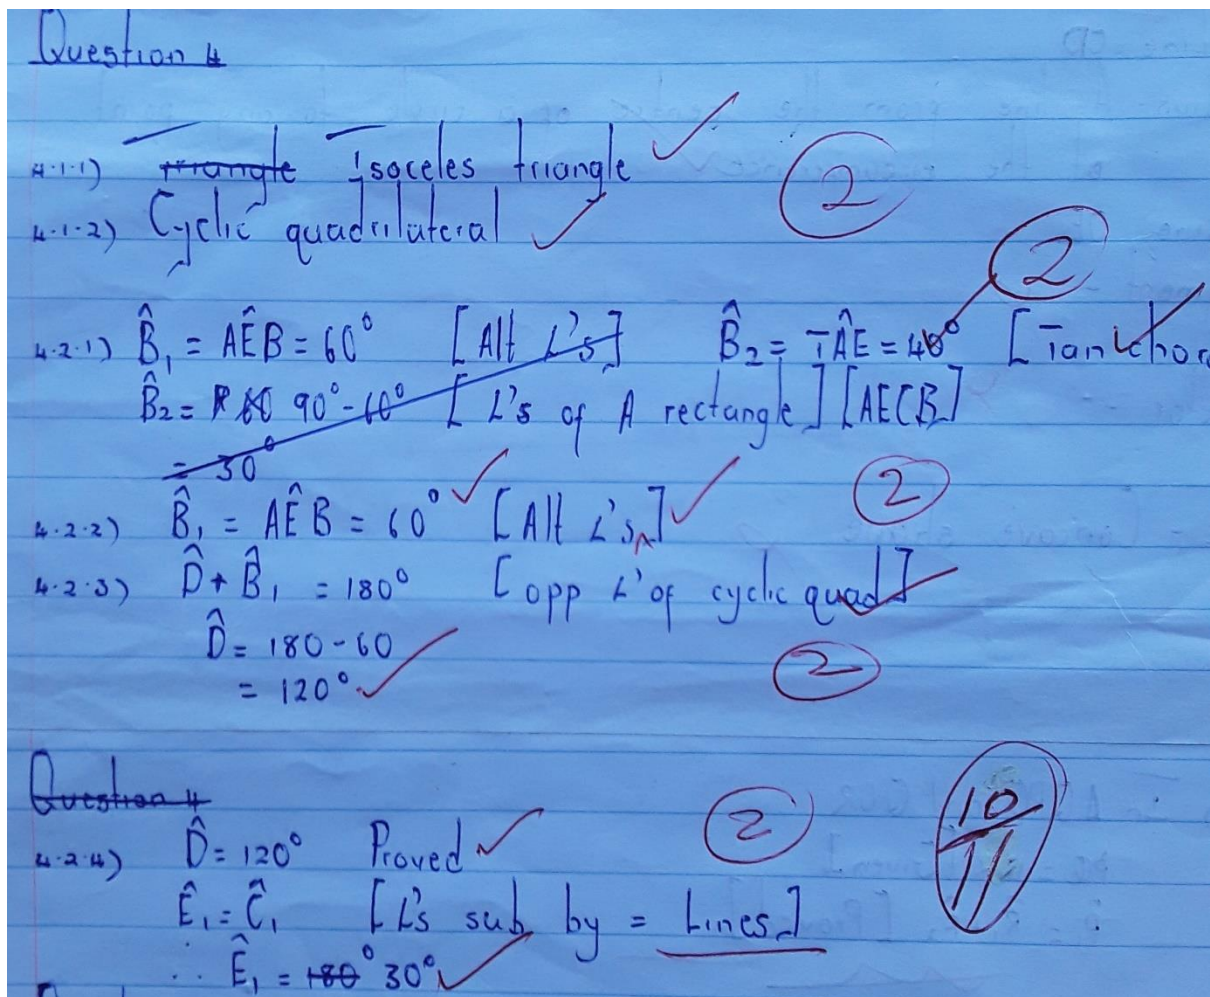 Question 4
2
4.1.1) triangle Isoceles triangle
4.1.2) Cyclic quadrilateral
2
4.2.1) B̂₁ = AÊB = 60° [Alt ∠'s] B̂₂ = TÂE = 40° [Tan chor
B̂₂ = 90° - 60° [∠'s of A rectangle] [AECB]
= 30°
2
4.2.2) B̂₁ = AÊB = 60° [Alt ∠'s]
4.2.3) D̂ + B̂₁ = 180° [opp ∠' of cyclic quad]
D̂ = 180 - 60
= 120°
2
Question 4
4.2.4) D̂ = 120° Proved
2
10/11
Ê₁ = Ĉ₁ [∠'s sub by = Lines]
∴ Ê₁ = 180° 30°